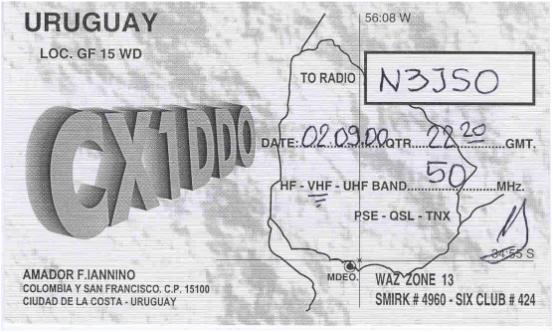 URUGUAY
LOC. GF 15 WD
56:08 W
TO RADIO N3JSO
CX1DDO
DATE: 02.09.00 QTR. 22 20 GMT.
HF - VHF - UHF BAND 50 MHz.
PSE - QSL - TNX
34:55 S
MDEO.
AMADOR F.IANNINO
COLOMBIA Y SAN FRANCISCO. C.P. 15100
CIUDAD DE LA COSTA - URUGUAY
WAZ ZONE 13
SMIRK # 4960 - SIX CLUB # 424